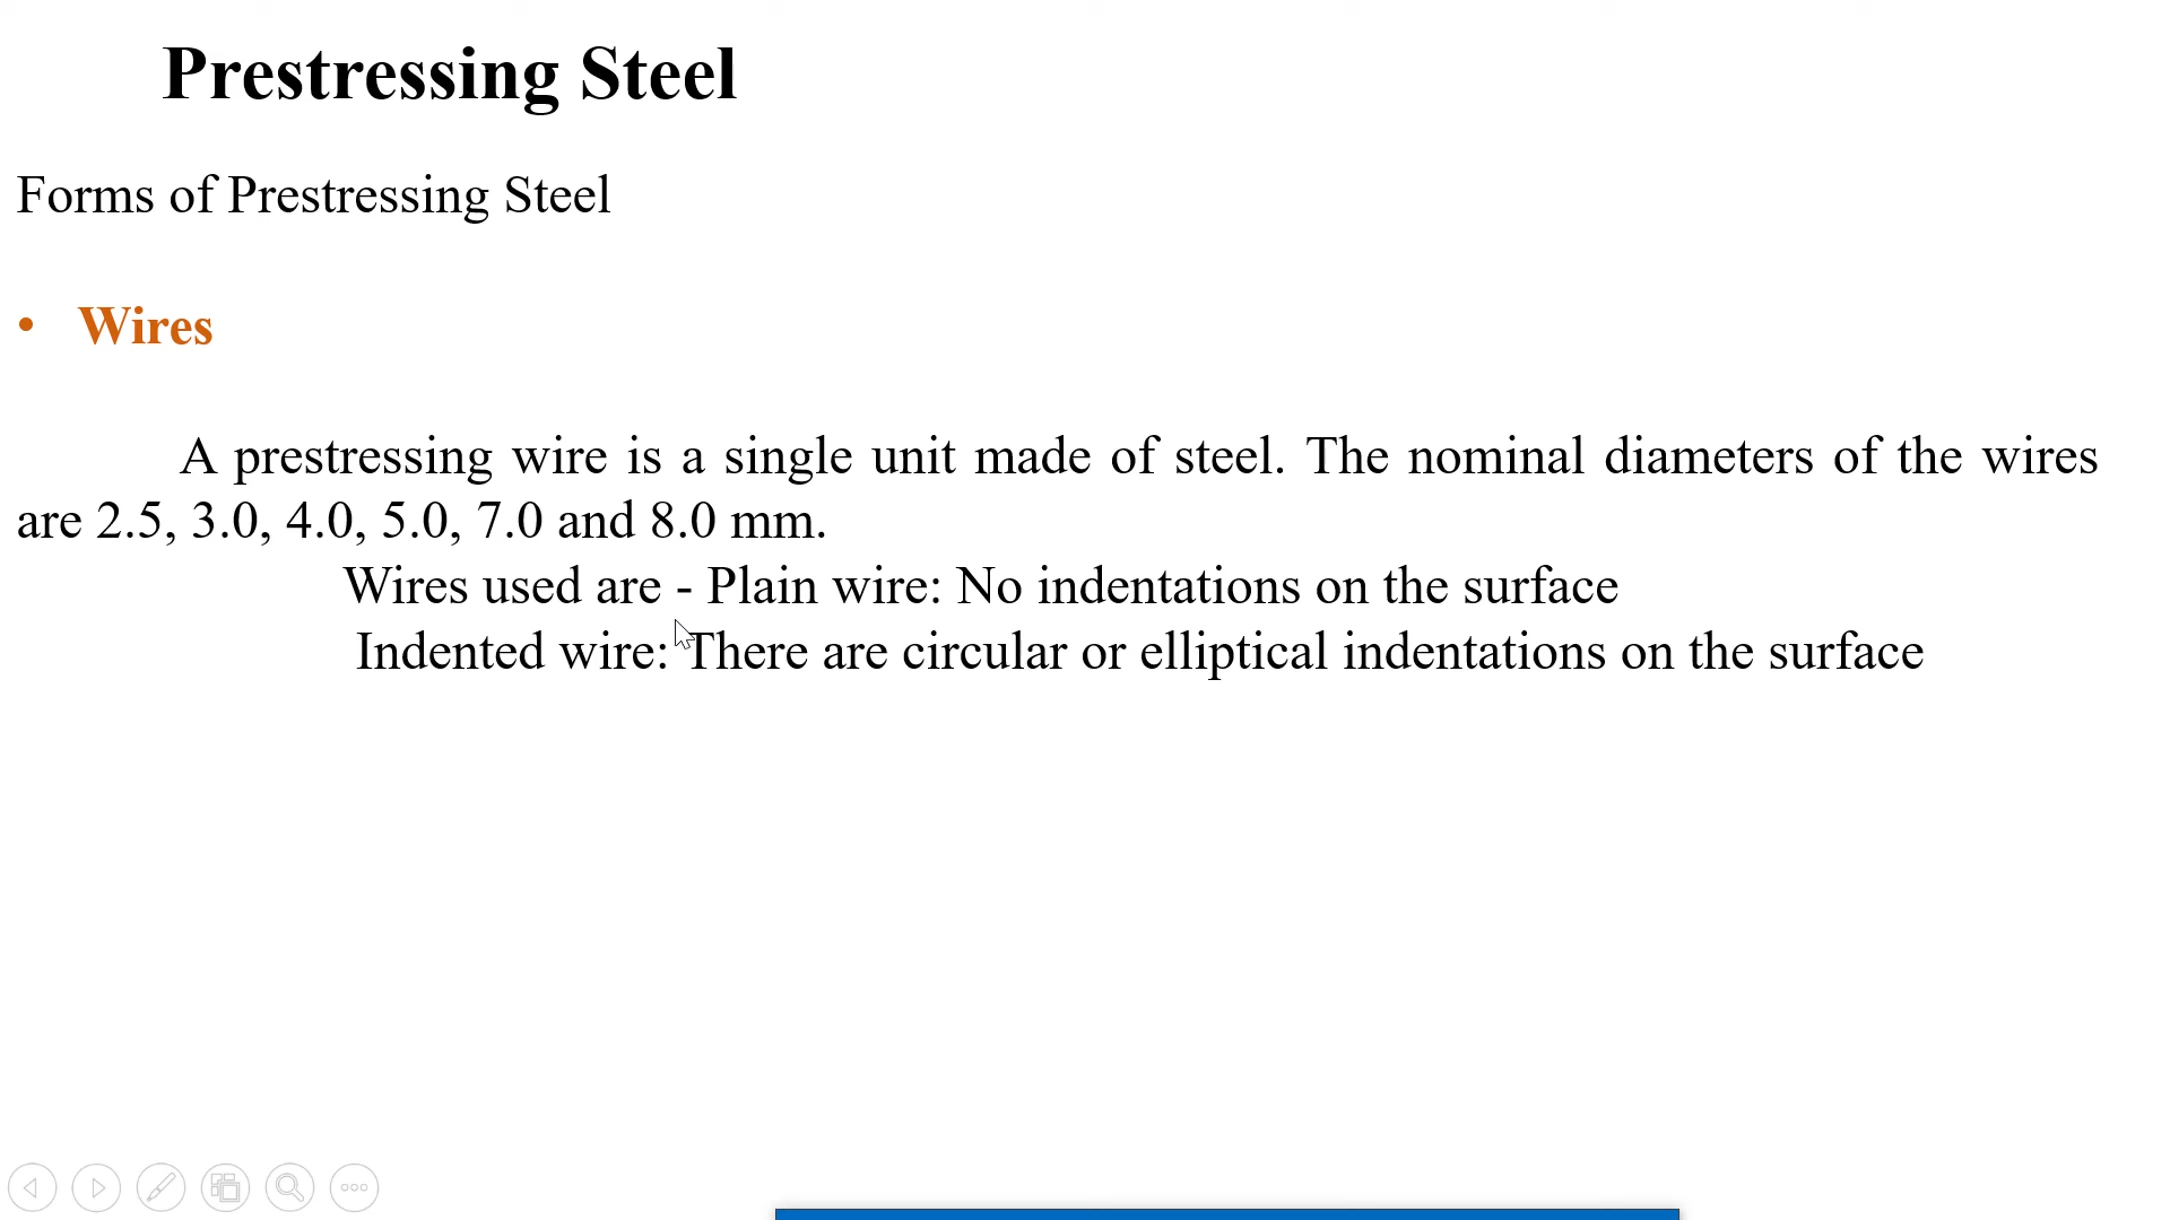 Prestressing Steel
Forms of Prestressing Steel
• Wires
A prestressing wire is a single unit made of steel. The nominal diameters of the wires
are 2.5, 3.0, 4.0, 5.0, 7.0 and 8.0 mm.
Wires used are - Plain wire: No indentations on the surface
Indented wire: There are circular or elliptical indentations on the surface